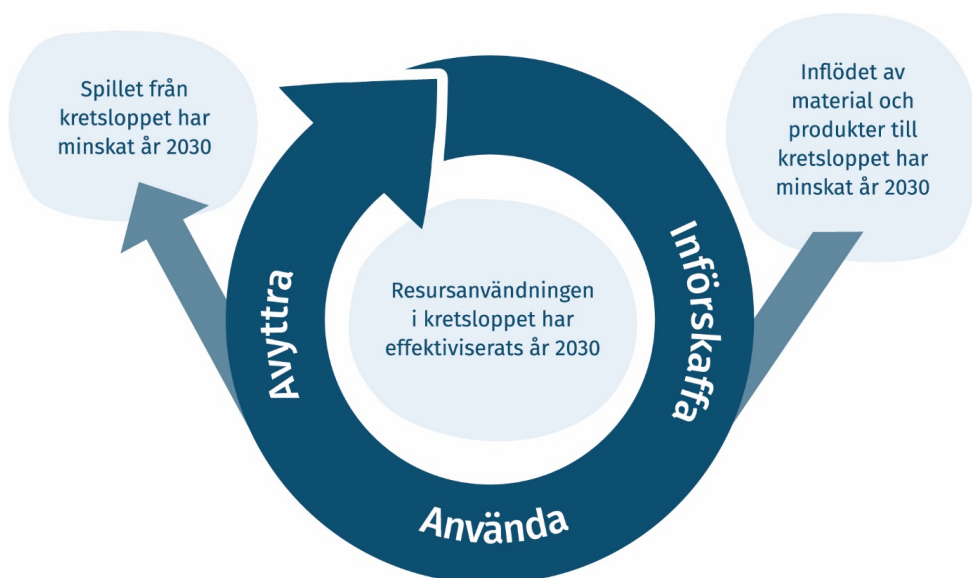 Spillet från
kretsloppet har
minskat år 2030
Inflödet av
material och
produkter till
kretsloppet har
minskat år 2030
Resursanvändningen
i kretsloppet har
effektiviserats år 2030
Införskaffa
Använda
Avyttra